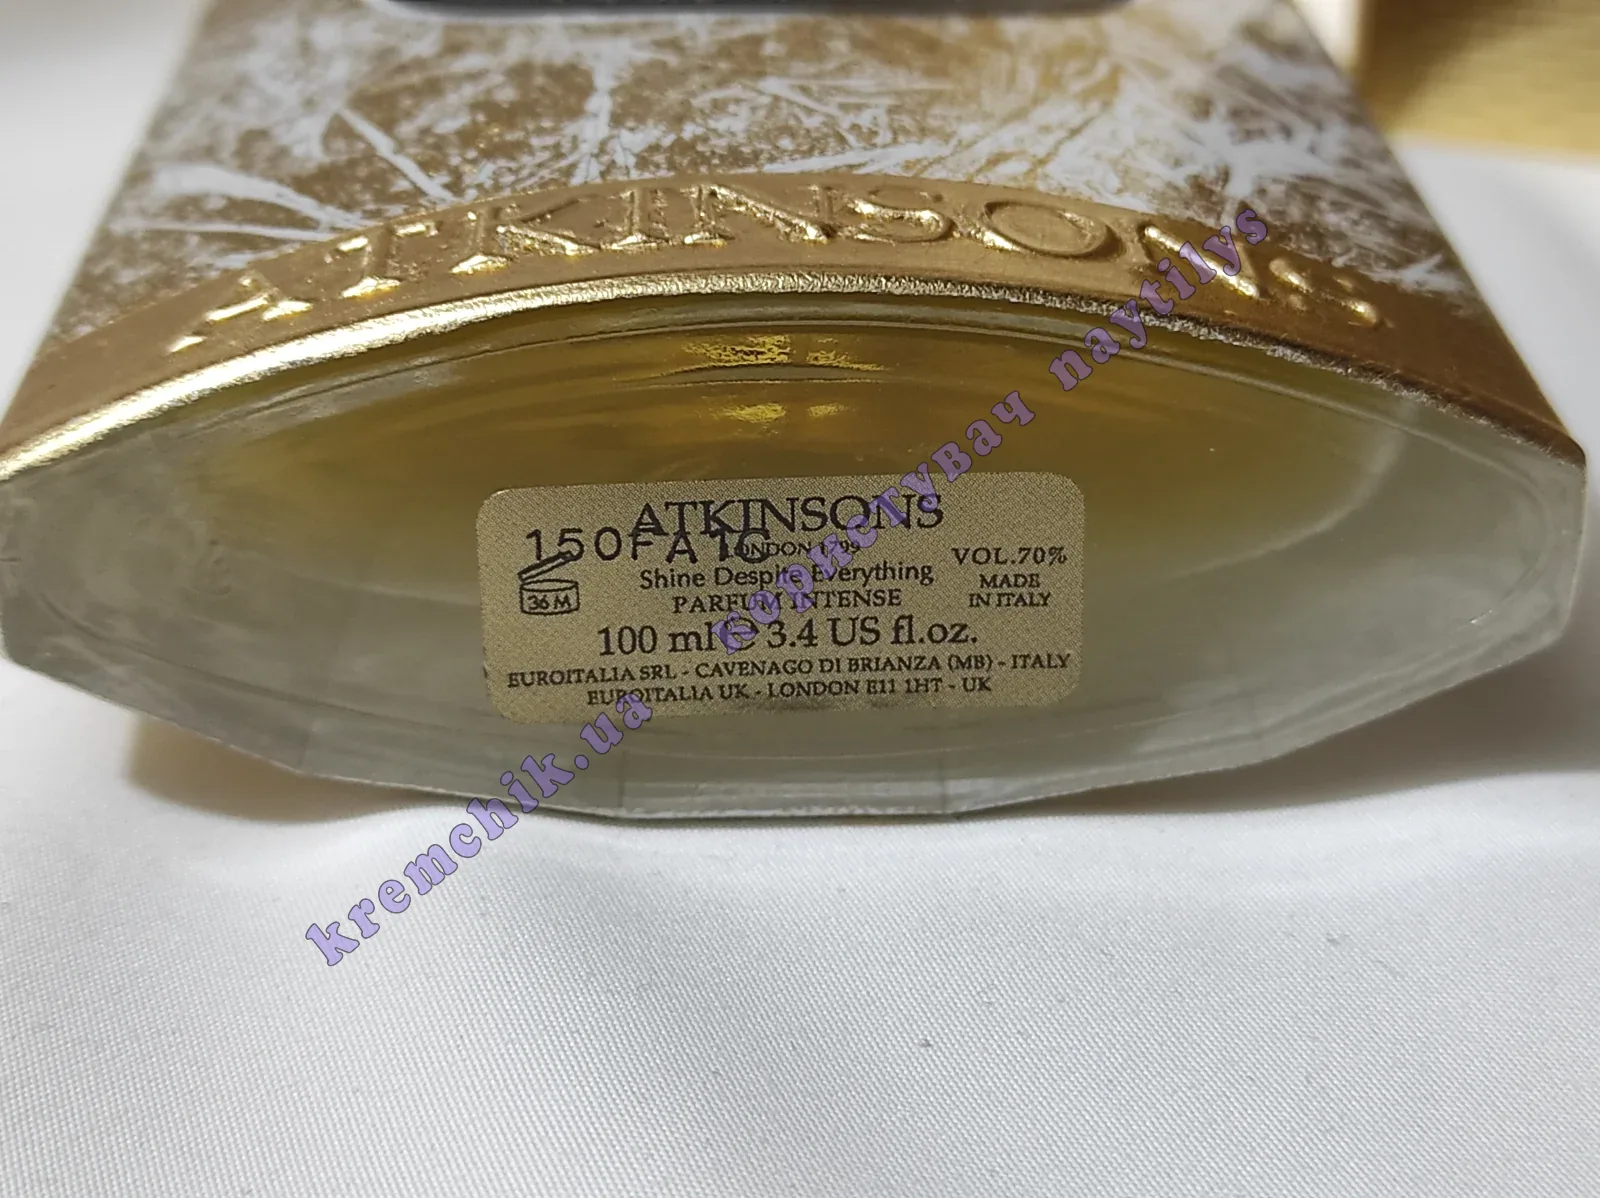 ATKINSONS
ATKINSONS
150FA1C
LONDON 1799
Shine Despite Everything
PARFUM INTENSE
VOL.70%
MADE
IN ITALY
36 M
100 ml ℮ 3.4 US fl.oz.
EUROITALIA SRL - CAVENAGO DI BRIANZA (MB) - ITALY
EUROITALIA UK - LONDON E11 1HT - UK
kremchik.ua користувач naytilys